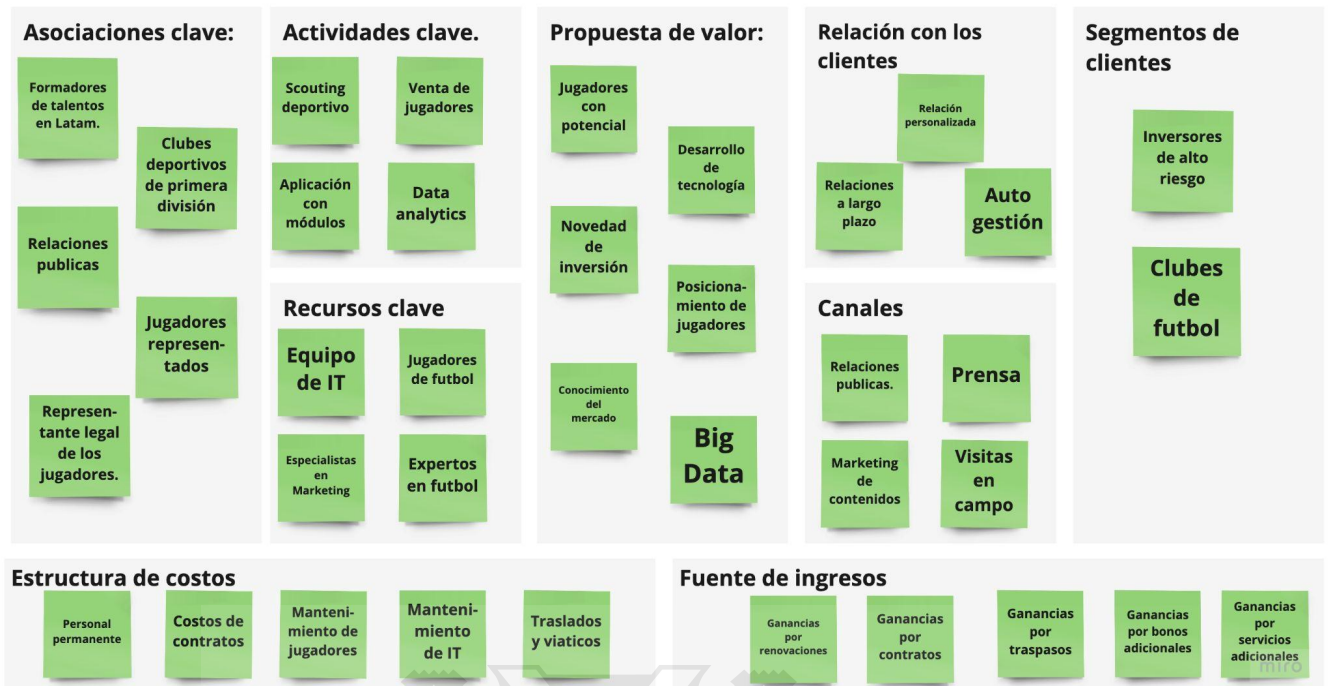 Asociaciones clave:
Formadores
de talentos
en Latam.
Clubes
deportivos
de primera
división
Relaciones
publicas
Jugadores
represen-
tados
Represen-
tante legal
de los
jugadores.
Actividades clave.
Scouting
deportivo
Venta de
jugadores
Aplicación
con
módulos
Data
analytics
Recursos clave
Equipo
de IT
Jugadores
de futbol
Especialistas
en
Marketing
Expertos
en futbol
Propuesta de valor:
Jugadores
con
potencial
Desarrollo
de
tecnología
Novedad
de
inversión
Posiciona-
miento de
jugadores
Conocimiento
del
mercado
Big
Data
Relación con los
clientes
Relación
personalizada
Relaciones
a largo
plazo
Auto
gestión
Canales
Relaciones
publicas.
Prensa
Marketing
de
contenidos
Visitas
en
campo
Segmentos de
clientes
Inversores
de alto
riesgo
Clubes
de
futbol
Estructura de costos
Personal
permanente
Costos de
contratos
Manteni-
miento de
jugadores
Manteni-
miento
de IT
Traslados
y viaticos
Fuente de ingresos
Ganancias
por
renovaciones
Ganancias
por
contratos
Ganancias
por
traspasos
Ganancias
por bonos
adicionales
Ganancias
por
servicios
adicionales
miro